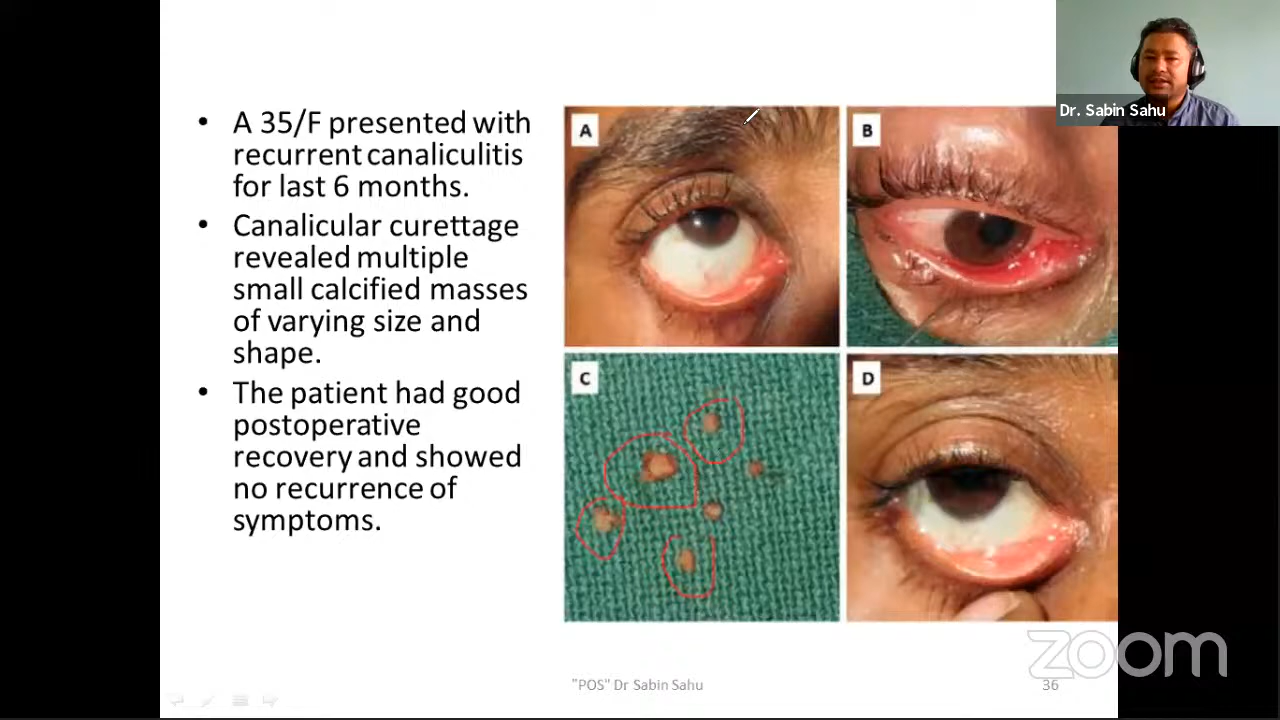 • A 35/F presented with
recurrent canaliculitis
for last 6 months.
• Canalicular curettage
revealed multiple
small calcified masses
of varying size and
shape.
• The patient had good
postoperative
recovery and showed
no recurrence of
symptoms.
A
B
C
D
Dr. Sabin Sahu
"POS" Dr Sabin Sahu
36
zoom